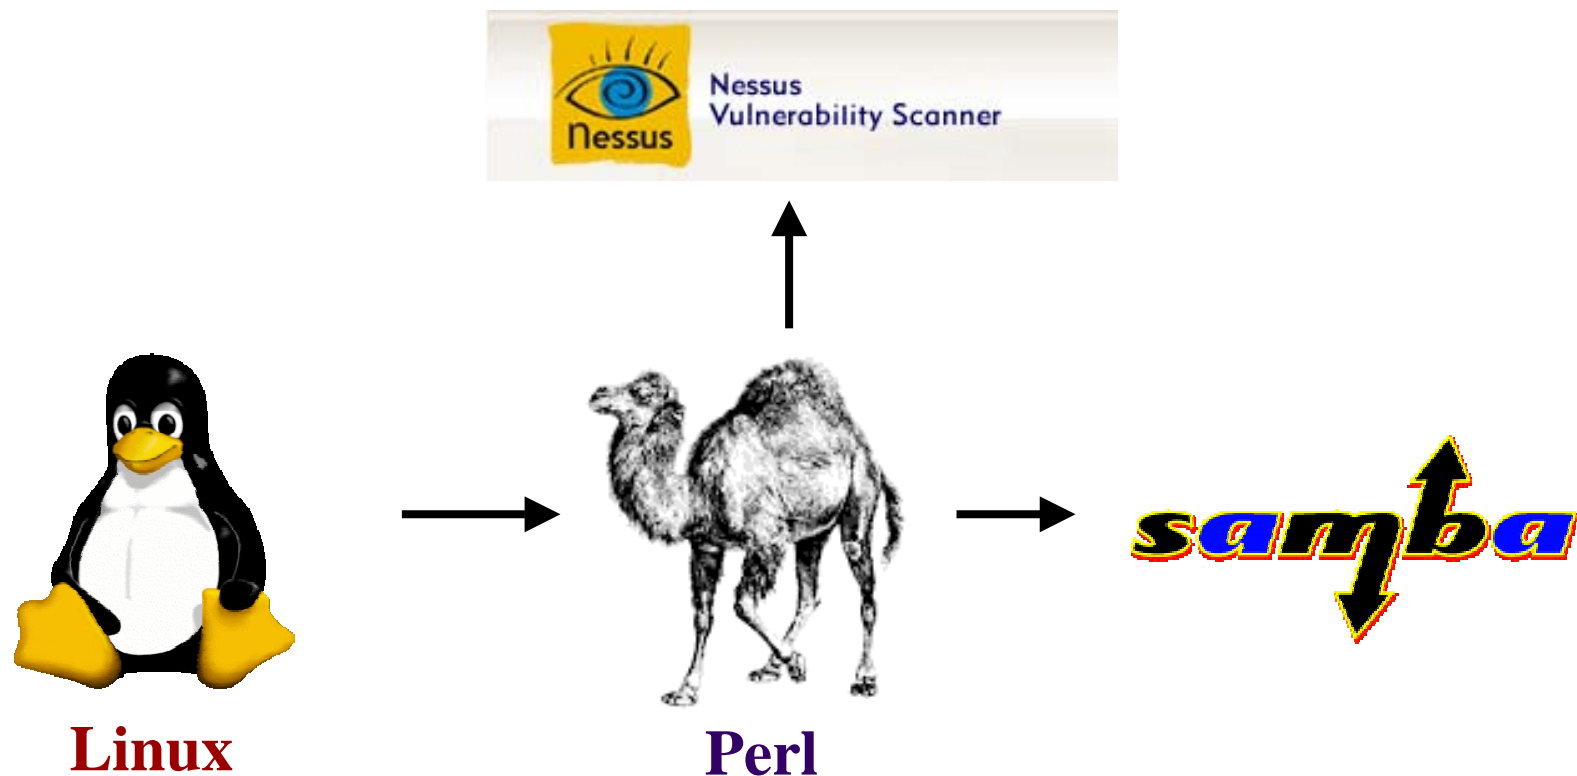 nessus
Nessus
Vulnerability Scanner
samba
Linux
Perl